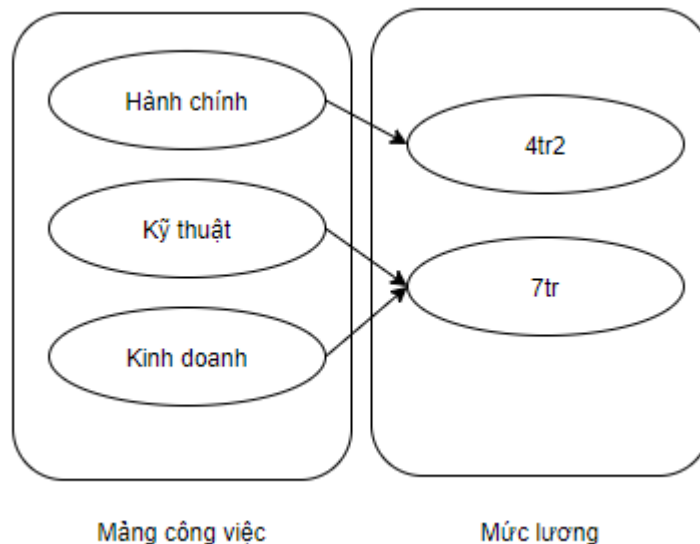 Hành chính
4tr2
Kỹ thuật
7tr
Kinh doanh
Mảng công việc
Mức lương